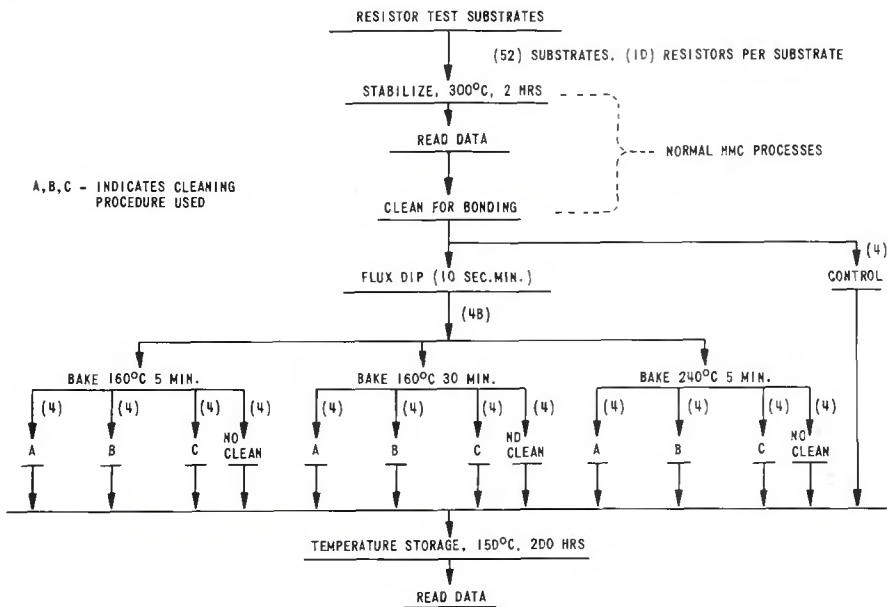 RESISTOR TEST SUBSTRATES
(52) SUBSTRATES, (10) RESISTORS PER SUBSTRATE
STABILIZE, 300°C, 2 HRS
READ DATA
NORMAL HMC PROCESSES
A,B,C - INDICATES CLEANING
PROCEDURE USED
CLEAN FOR BONDING
(4)
FLUX DIP (10 SEC.MIN.)
CONTROL
(48)
BAKE 160°C 5 MIN.
BAKE 160°C 30 MIN.
BAKE 240°C 5 MIN.
(4) (4) (4) (4) (4) (4) (4) (4) (4) (4) (4) (4)
A B C NO CLEAN
A B C NO CLEAN
A B C NO CLEAN
TEMPERATURE STORAGE, 150°C, 200 HRS
READ DATA